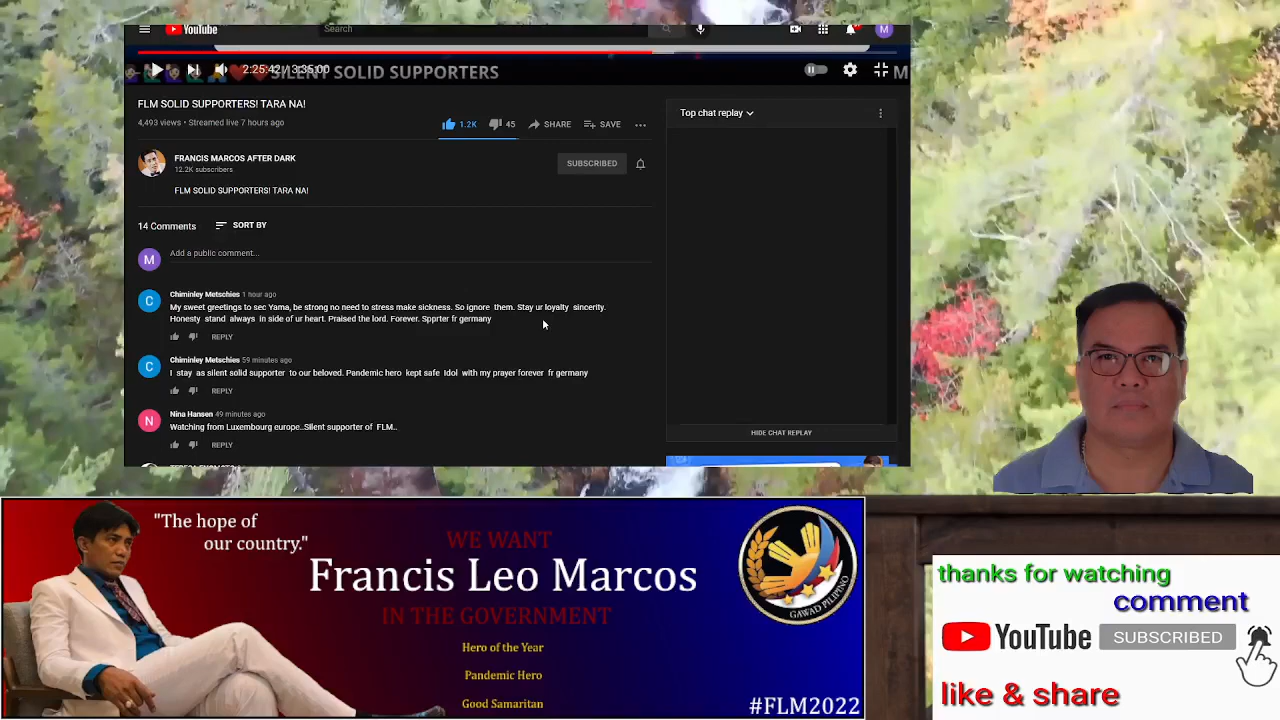 YouTube
Search
M
2:25:42 / 3:35:00
SILENT SOLID SUPPORTERS
M
FLM SOLID SUPPORTERS! TARA NA!
4,493 views • Streamed live 7 hours ago
1.2K
45
SHARE
SAVE
FRANCIS MARCOS AFTER DARK
12.2K subscribers
SUBSCRIBED
FLM SOLID SUPPORTERS! TARA NA!
14 Comments
SORT BY
M
Add a public comment...
C
Chiminley Metschies 1 hour ago
My sweet greetings to sec Yama, be strong no need to stress make sickness. So ignore them. Stay ur loyalty sincerity.
Honesty stand always in side of ur heart. Praised the lord. Forever. Spprter fr germany
REPLY
C
Chiminley Metschies 59 minutes ago
I stay as silent solid supporter to our beloved. Pandemic hero kept safe Idol with my prayer forever fr germany
REPLY
N
Nina Hansen 49 minutes ago
Watching from Luxembourg europe..Silent supporter of FLM..
REPLY
Top chat replay
HIDE CHAT REPLAY
"The hope of
our country."
WE WANT
Francis Leo Marcos
IN THE GOVERNMENT
Hero of the Year
Pandemic Hero
Good Samaritan
GAWAD PILIPINO
#FLM2022
thanks for watching
comment
YouTube
SUBSCRIBED
like & share